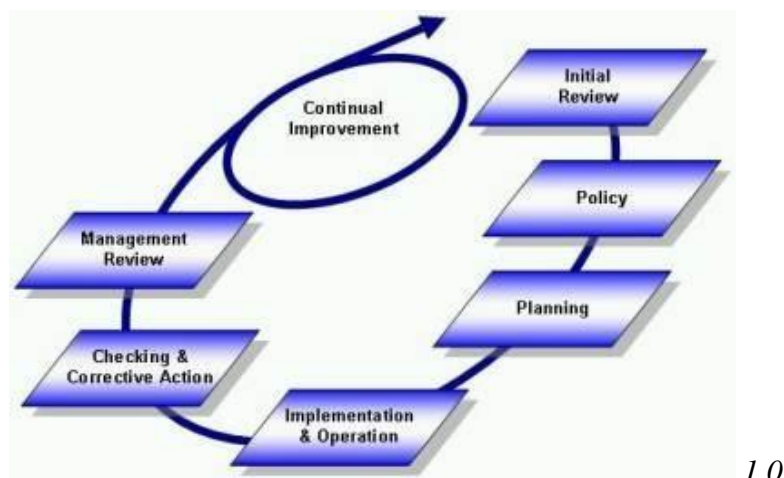 Continual
Improvement
Initial
Review
Policy
Planning
Implementation
& Operation
Checking &
Corrective Action
Management
Review
1.0